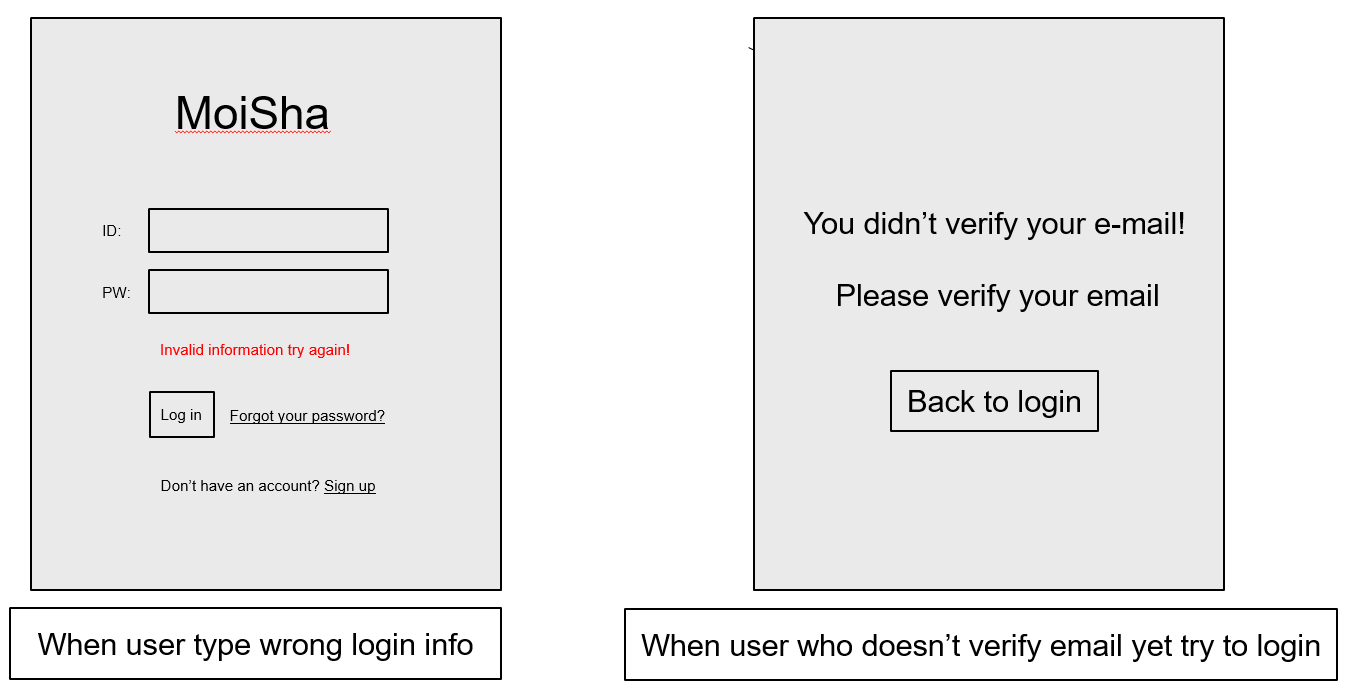 MoiSha
ID:
PW:
Invalid information try again!
Log in
Forgot your password?
Don’t have an account? Sign up
When user type wrong login info
You didn’t verify your e-mail!
Please verify your email
Back to login
When user who doesn’t verify email yet try to login